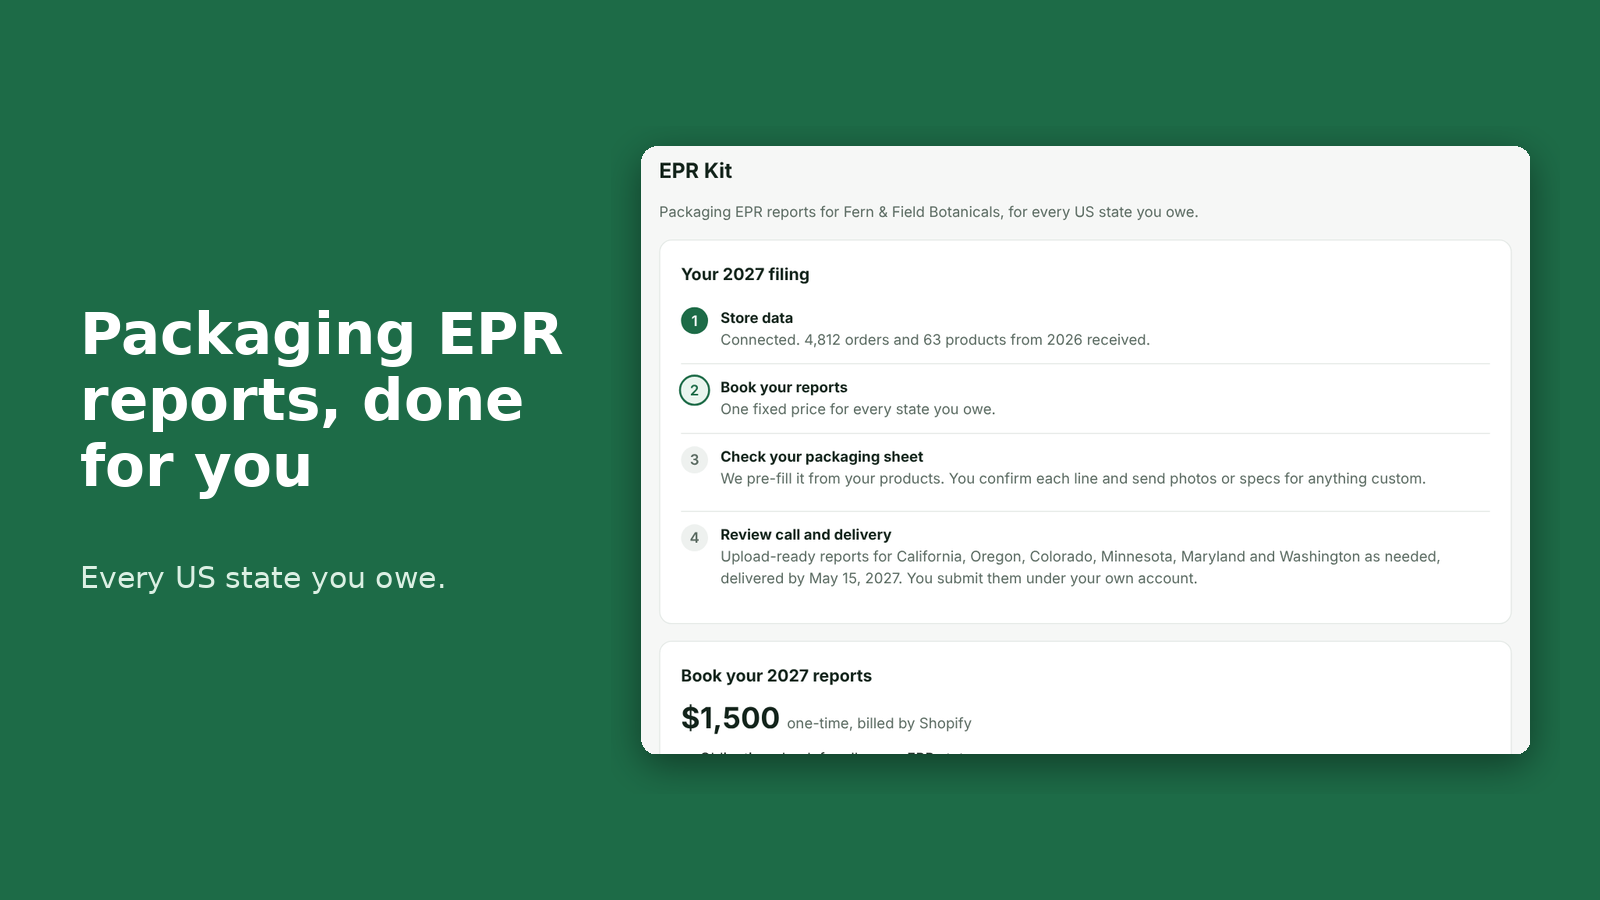 Packaging EPR
reports, done
for you
Every US state you owe.
EPR Kit
Packaging EPR reports for Fern & Field Botanicals, for every US state you owe.
Your 2027 filing
1
Store data
Connected. 4,812 orders and 63 products from 2026 received.
2
Book your reports
One fixed price for every state you owe.
3
Check your packaging sheet
We pre-fill it from your products. You confirm each line and send photos or specs for anything custom.
4
Review call and delivery
Upload-ready reports for California, Oregon, Colorado, Minnesota, Maryland and Washington as needed,
delivered by May 15, 2027. You submit them under your own account.
Book your 2027 reports
$1,500 one-time, billed by Shopify